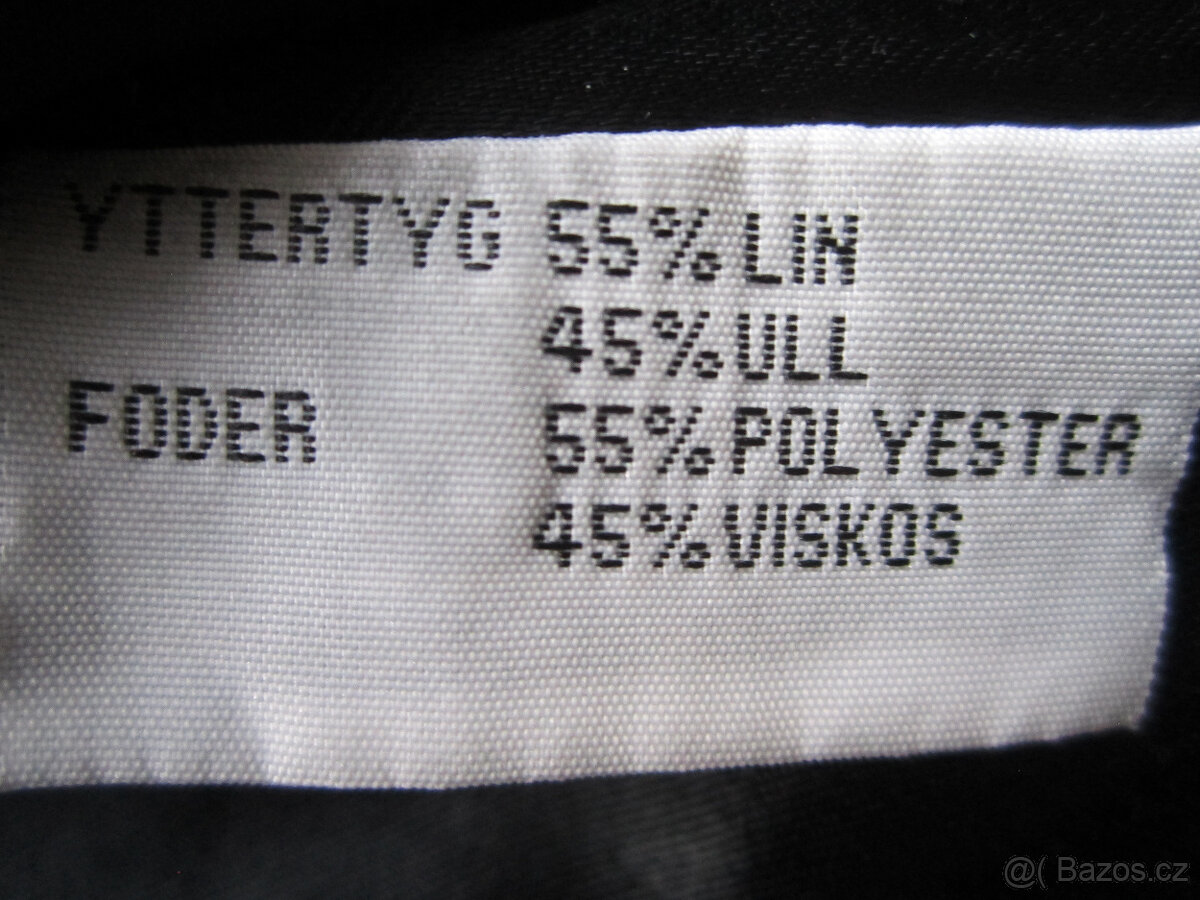 YTTERTYG 55% LIN
45% ULL
FODER 55% POLYESTER
45% VISKOS
@( Bazos.cz